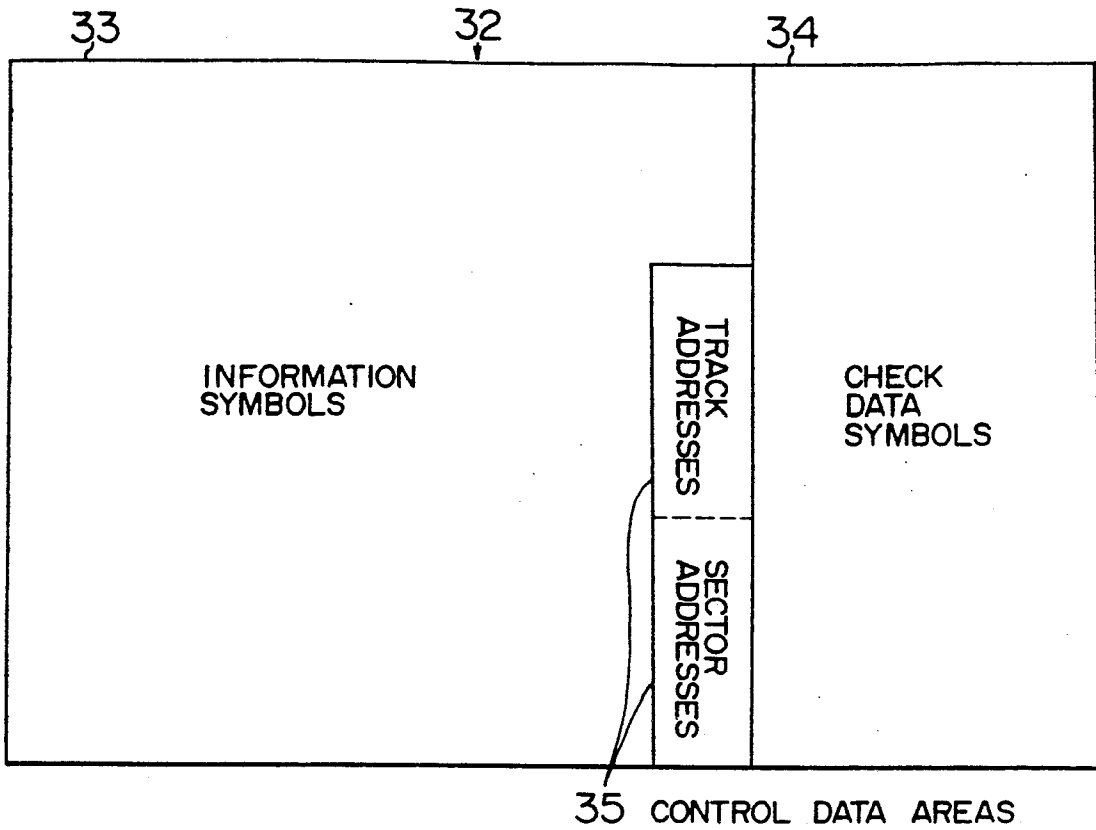 33
32
34
INFORMATION
SYMBOLS
TRACK
ADDRESSES
SECTOR
ADDRESSES
CHECK
DATA
SYMBOLS
35 CONTROL DATA AREAS